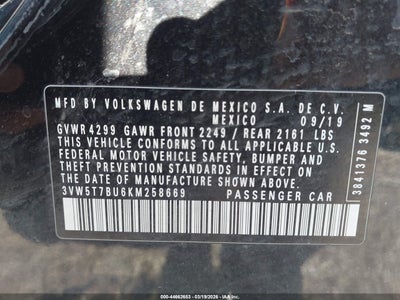 MFD BY VOLKSWAGEN DE MEXICO S.A. DE C.V.
MEXICO 09/19
GVWR 4299 GAWR FRONT 2249 / REAR 2161 LBS
THIS VEHICLE CONFORMS TO ALL APPLICABLE U.S.
FEDERAL MOTOR VEHICLE SAFETY, BUMPER AND
THEFT PREVENTION STANDARDS IN EFFECT ON
THE DATE OF MANUFACTURE SHOWN ABOVE.
3VW5T7BU6KM258669 PASSENGER CAR
3841376 3492 M
000-44662653 - 03/19/2026 - IAAI.COM